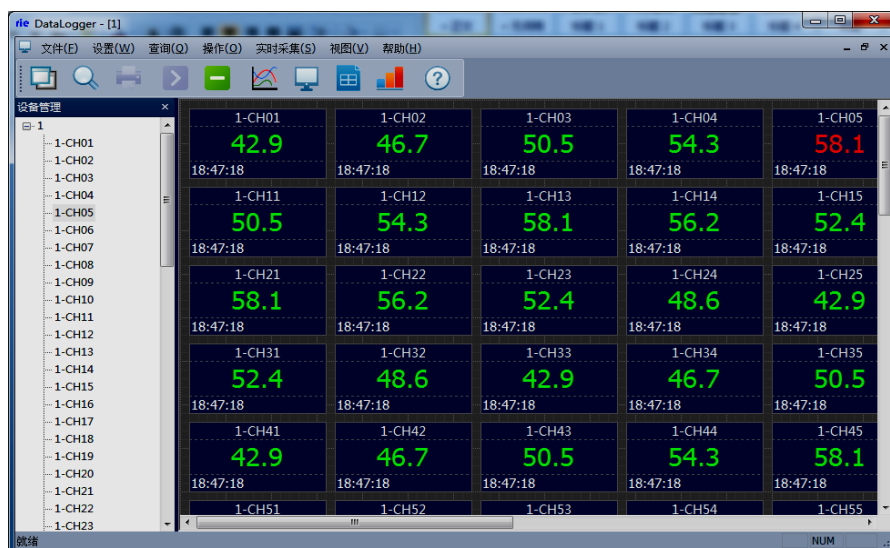 rie DataLogger - [1]
文件(F) 设置(W) 查询(Q) 操作(O) 实时采集(S) 视图(V) 帮助(H)
设备管理
1
1-CH01
1-CH02
1-CH03
1-CH04
1-CH05
1-CH06
1-CH07
1-CH08
1-CH09
1-CH10
1-CH11
1-CH12
1-CH13
1-CH14
1-CH15
1-CH16
1-CH17
1-CH18
1-CH19
1-CH20
1-CH21
1-CH22
1-CH23
1-CH01 1-CH02 1-CH03 1-CH04 1-CH05
42.9 46.7 50.5 54.3 58.1
18:47:18 18:47:18 18:47:18 18:47:18 18:47:18
1-CH11 1-CH12 1-CH13 1-CH14 1-CH15
50.5 54.3 58.1 56.2 52.4
18:47:18 18:47:18 18:47:18 18:47:18 18:47:18
1-CH21 1-CH22 1-CH23 1-CH24 1-CH25
58.1 56.2 52.4 48.6 42.9
18:47:18 18:47:18 18:47:18 18:47:18 18:47:18
1-CH31 1-CH32 1-CH33 1-CH34 1-CH35
52.4 48.6 42.9 46.7 50.5
18:47:18 18:47:18 18:47:18 18:47:18 18:47:18
1-CH41 1-CH42 1-CH43 1-CH44 1-CH45
42.9 46.7 50.5 54.3 58.1
18:47:18 18:47:18 18:47:18 18:47:18 18:47:18
1-CH51 1-CH52 1-CH53 1-CH54 1-CH55
就绪 NUM